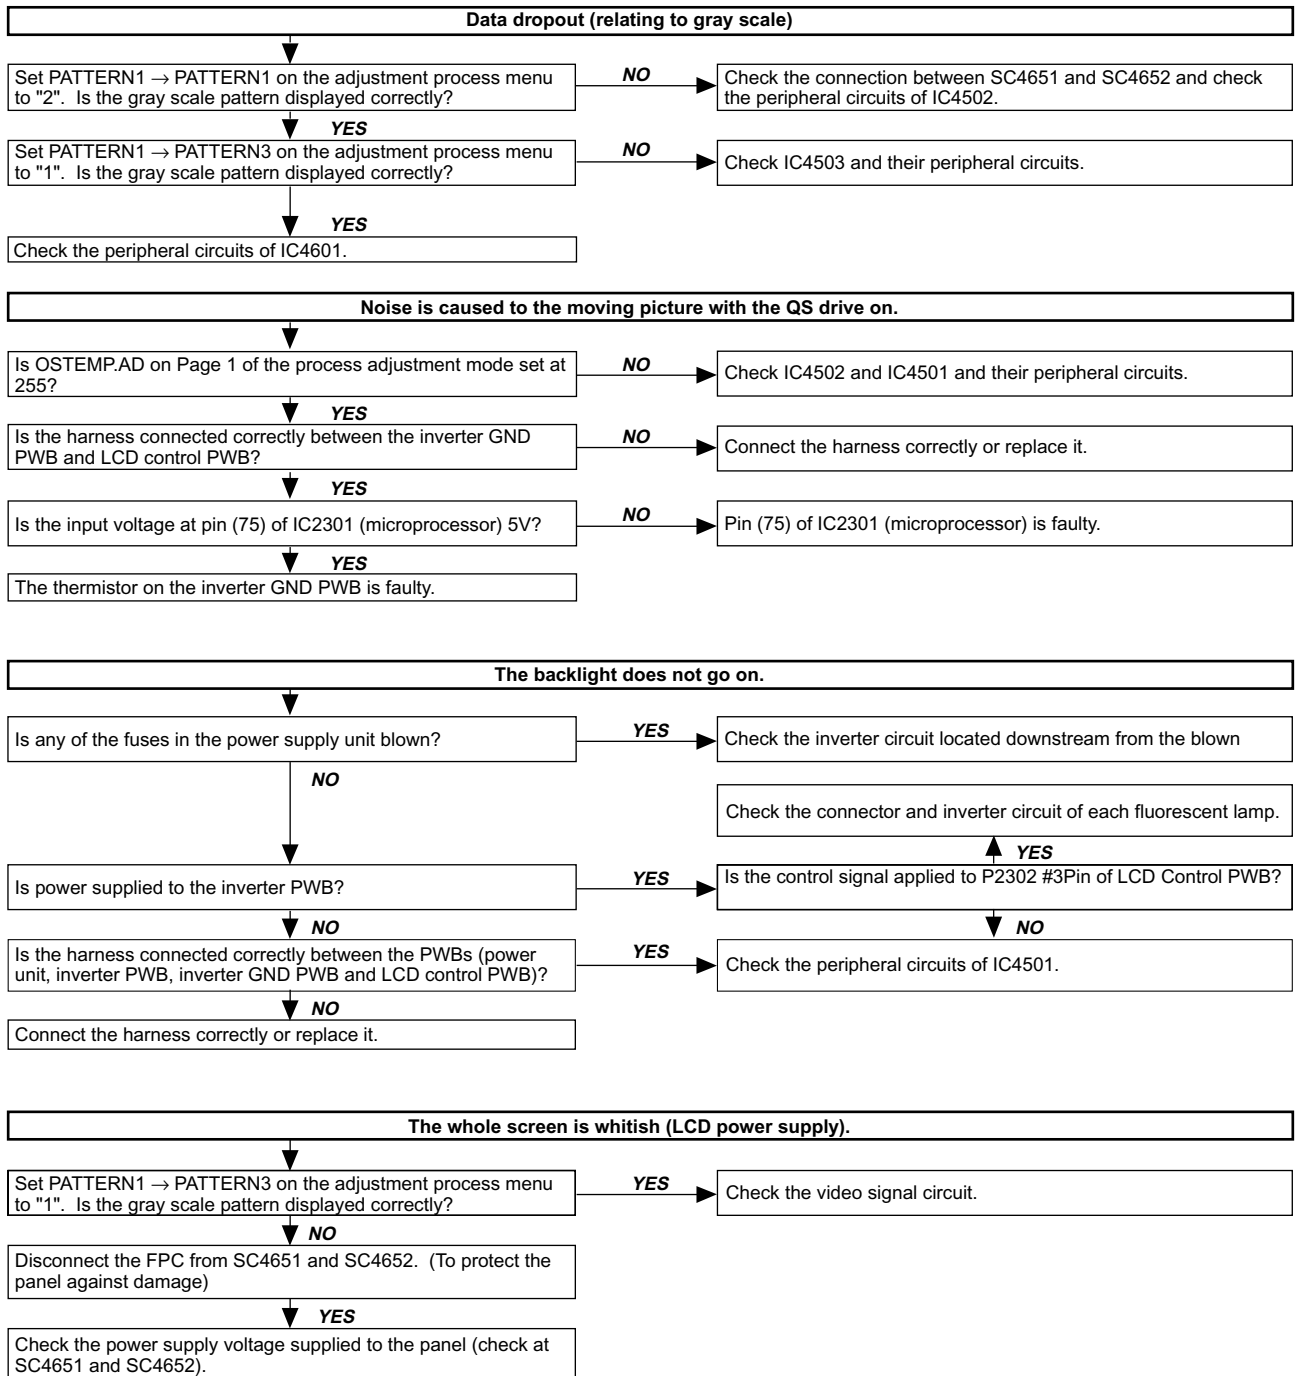 Data dropout (relating to gray scale)
Set PATTERN1 → PATTERN1 on the adjustment process menu
to "2".  Is the gray scale pattern displayed correctly?
NO
Check the connection between SC4651 and SC4652 and check
the peripheral circuits of IC4502.
YES
Set PATTERN1 → PATTERN3 on the adjustment process menu
to "1".  Is the gray scale pattern displayed correctly?
NO
Check IC4503 and their peripheral circuits.
YES
Check the peripheral circuits of IC4601.
Noise is caused to the moving picture with the QS drive on.
Is OSTEMP.AD on Page 1 of the process adjustment mode set at
255?
NO
Check IC4502 and IC4501 and their peripheral circuits.
YES
Is the harness connected correctly between the inverter GND
PWB and LCD control PWB?
NO
Connect the harness correctly or replace it.
YES
Is the input voltage at pin (75) of IC2301 (microprocessor) 5V?
NO
Pin (75) of IC2301 (microprocessor) is faulty.
YES
The thermistor on the inverter GND PWB is faulty.
The backlight does not go on.
Is any of the fuses in the power supply unit blown?
YES
Check the inverter circuit located downstream from the blown
NO
Check the connector and inverter circuit of each fluorescent lamp.
YES
Is power supplied to the inverter PWB?
YES
Is the control signal applied to P2302 #3Pin of LCD Control PWB?
NO
NO
Is the harness connected correctly between the PWBs (power
unit, inverter PWB, inverter GND PWB and LCD control PWB)?
YES
Check the peripheral circuits of IC4501.
NO
Connect the harness correctly or replace it.
The whole screen is whitish (LCD power supply).
Set PATTERN1 → PATTERN3 on the adjustment process menu
to "1".  Is the gray scale pattern displayed correctly?
YES
Check the video signal circuit.
NO
Disconnect the FPC from SC4651 and SC4652.  (To protect the
panel against damage)
YES
Check the power supply voltage supplied to the panel (check at
SC4651 and SC4652).